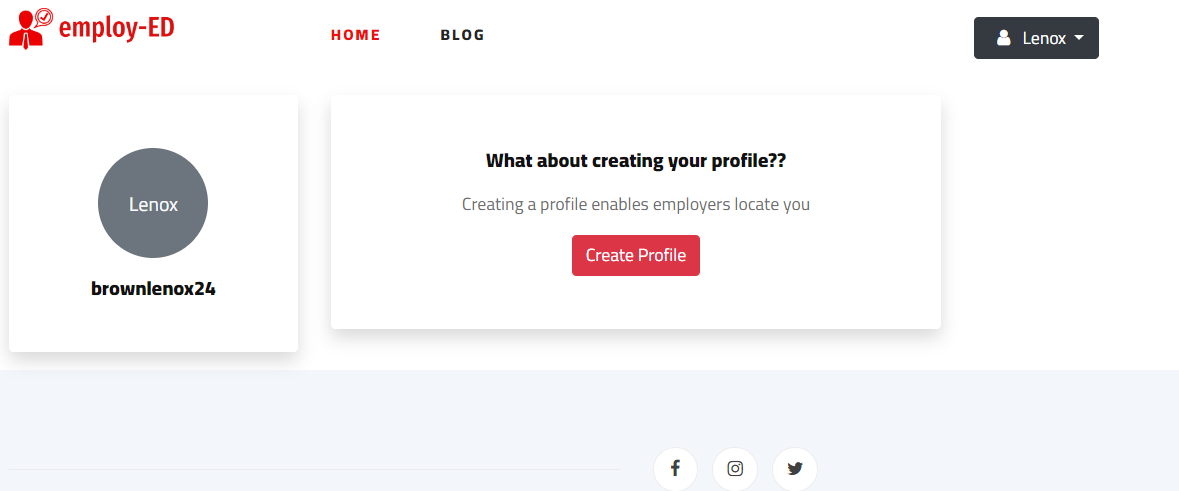 employ-ED
HOME
BLOG
Lenox
Lenox
brownlenox24
What about creating your profile??
Creating a profile enables employers locate you
Create Profile